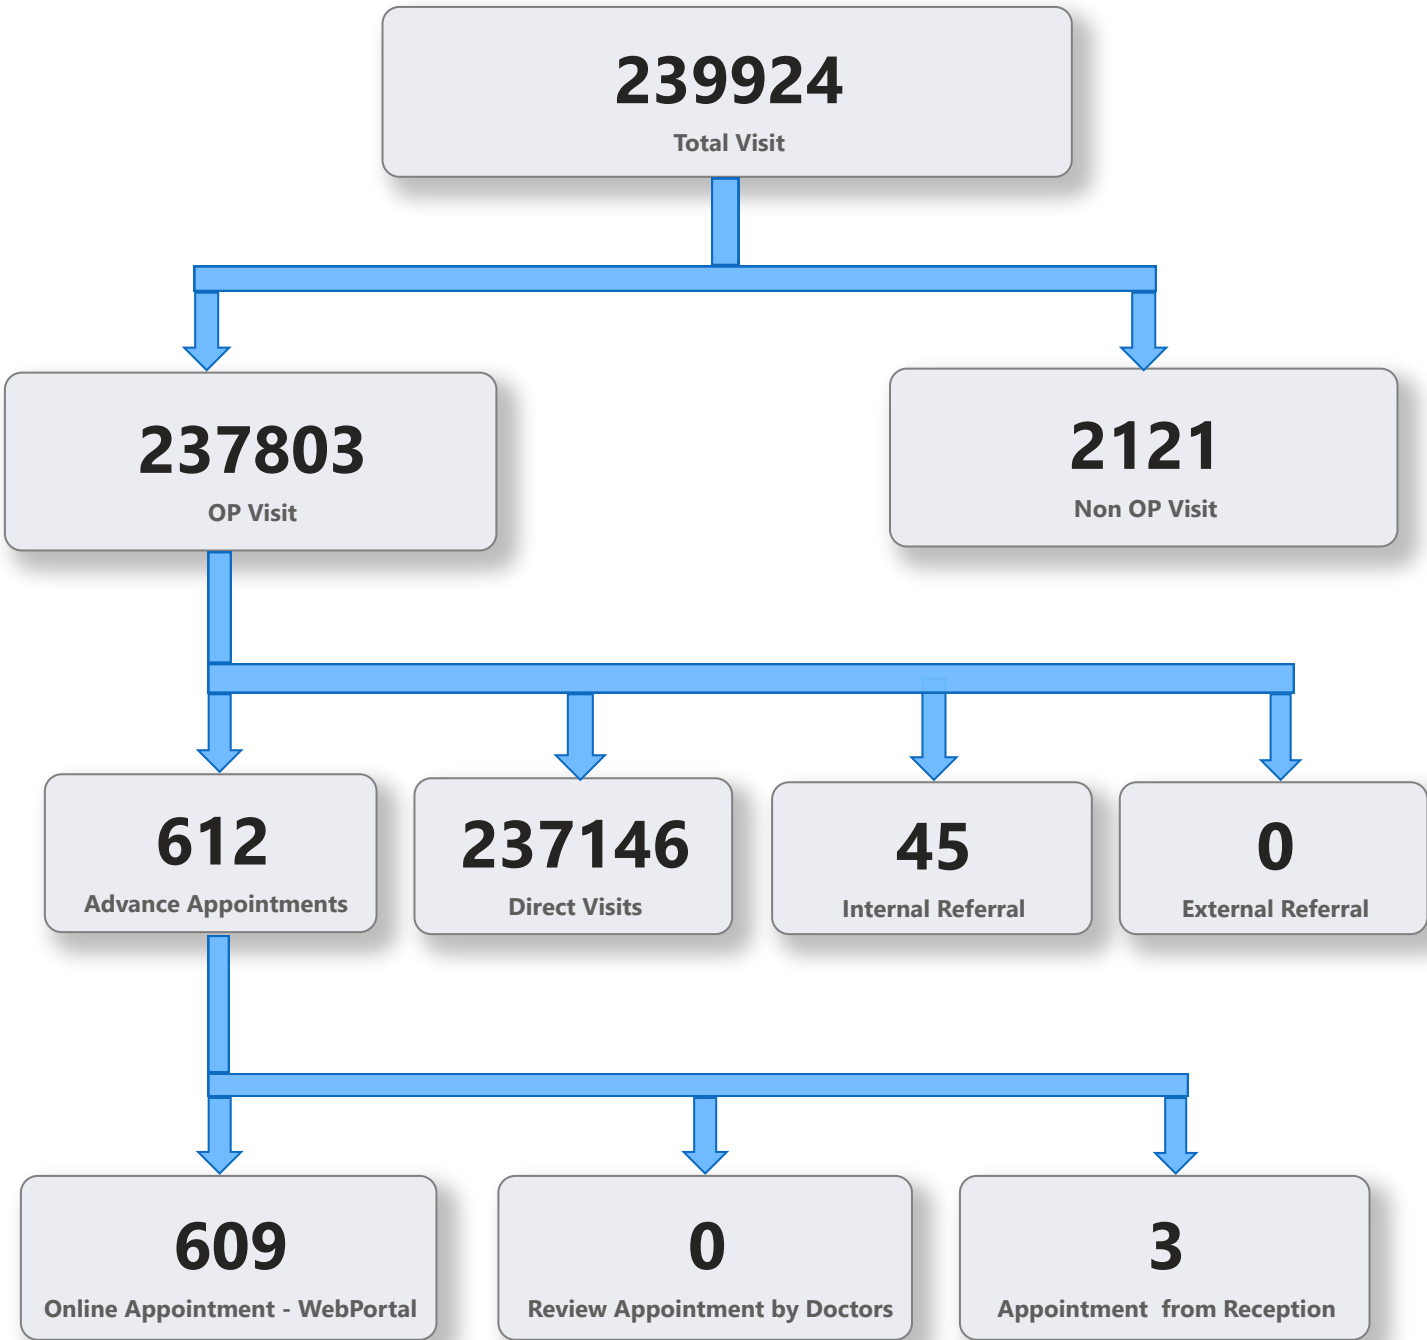 239924
Total Visit
237803
OP Visit
2121
Non OP Visit
612
Advance Appointments
237146
Direct Visits
45
Internal Referral
0
External Referral
609
Online Appointment - WebPortal
0
Review Appointment by Doctors
3
Appointment  from Reception